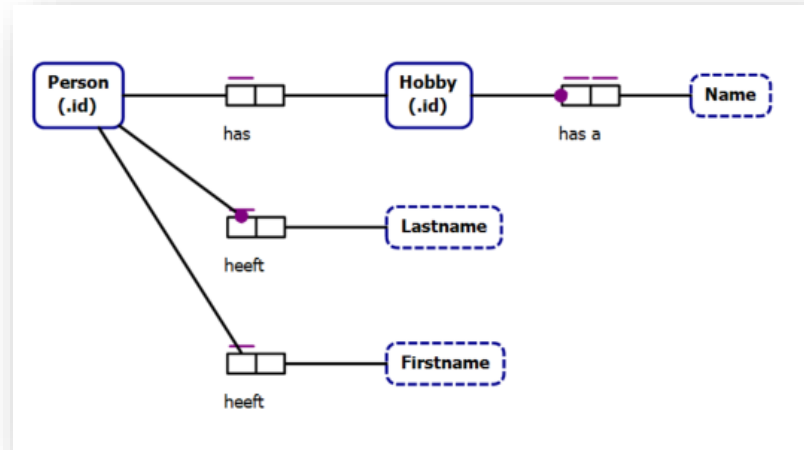 Person
(.id)
Hobby
(.id)
Name
has
has a
Lastname
heeft
Firstname
heeft